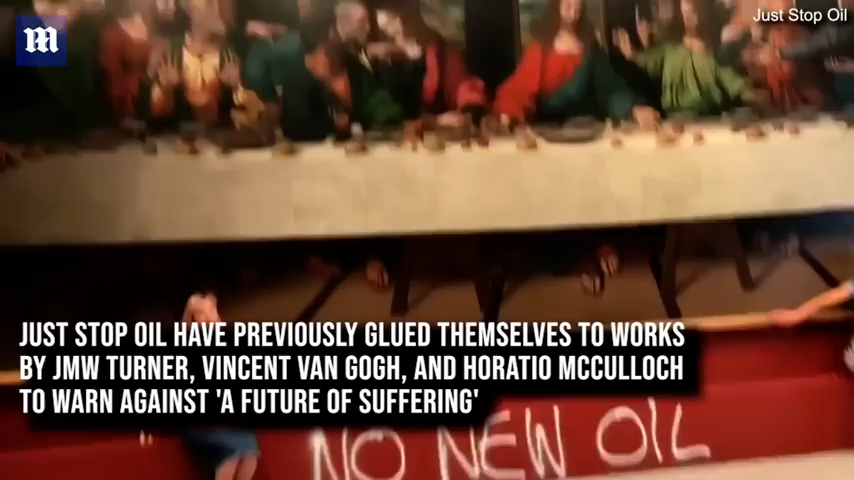 m
Just Stop Oil
JUST STOP OIL HAVE PREVIOUSLY GLUED THEMSELVES TO WORKS
BY JMW TURNER, VINCENT VAN GOGH, AND HORATIO MCCULLOCH
TO WARN AGAINST 'A FUTURE OF SUFFERING'
NO NEW OIL